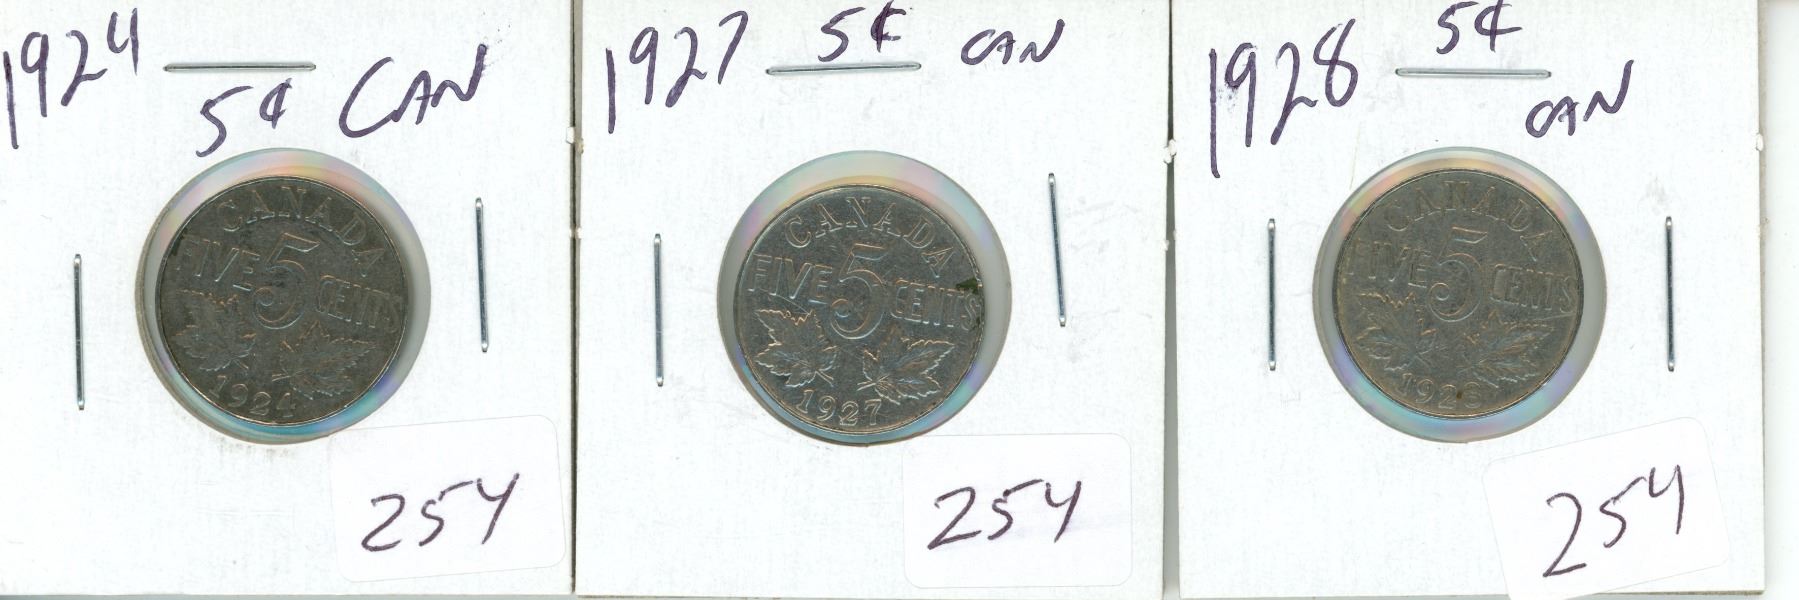 1924
5¢ CAN
CANADA
FIVE 5 CENTS
1924
254
1927 5¢ CAN
CANADA
FIVE 5 CENTS
1927
254
1928 5¢
CAN
CANADA
FIVE 5 CENTS
1928
254